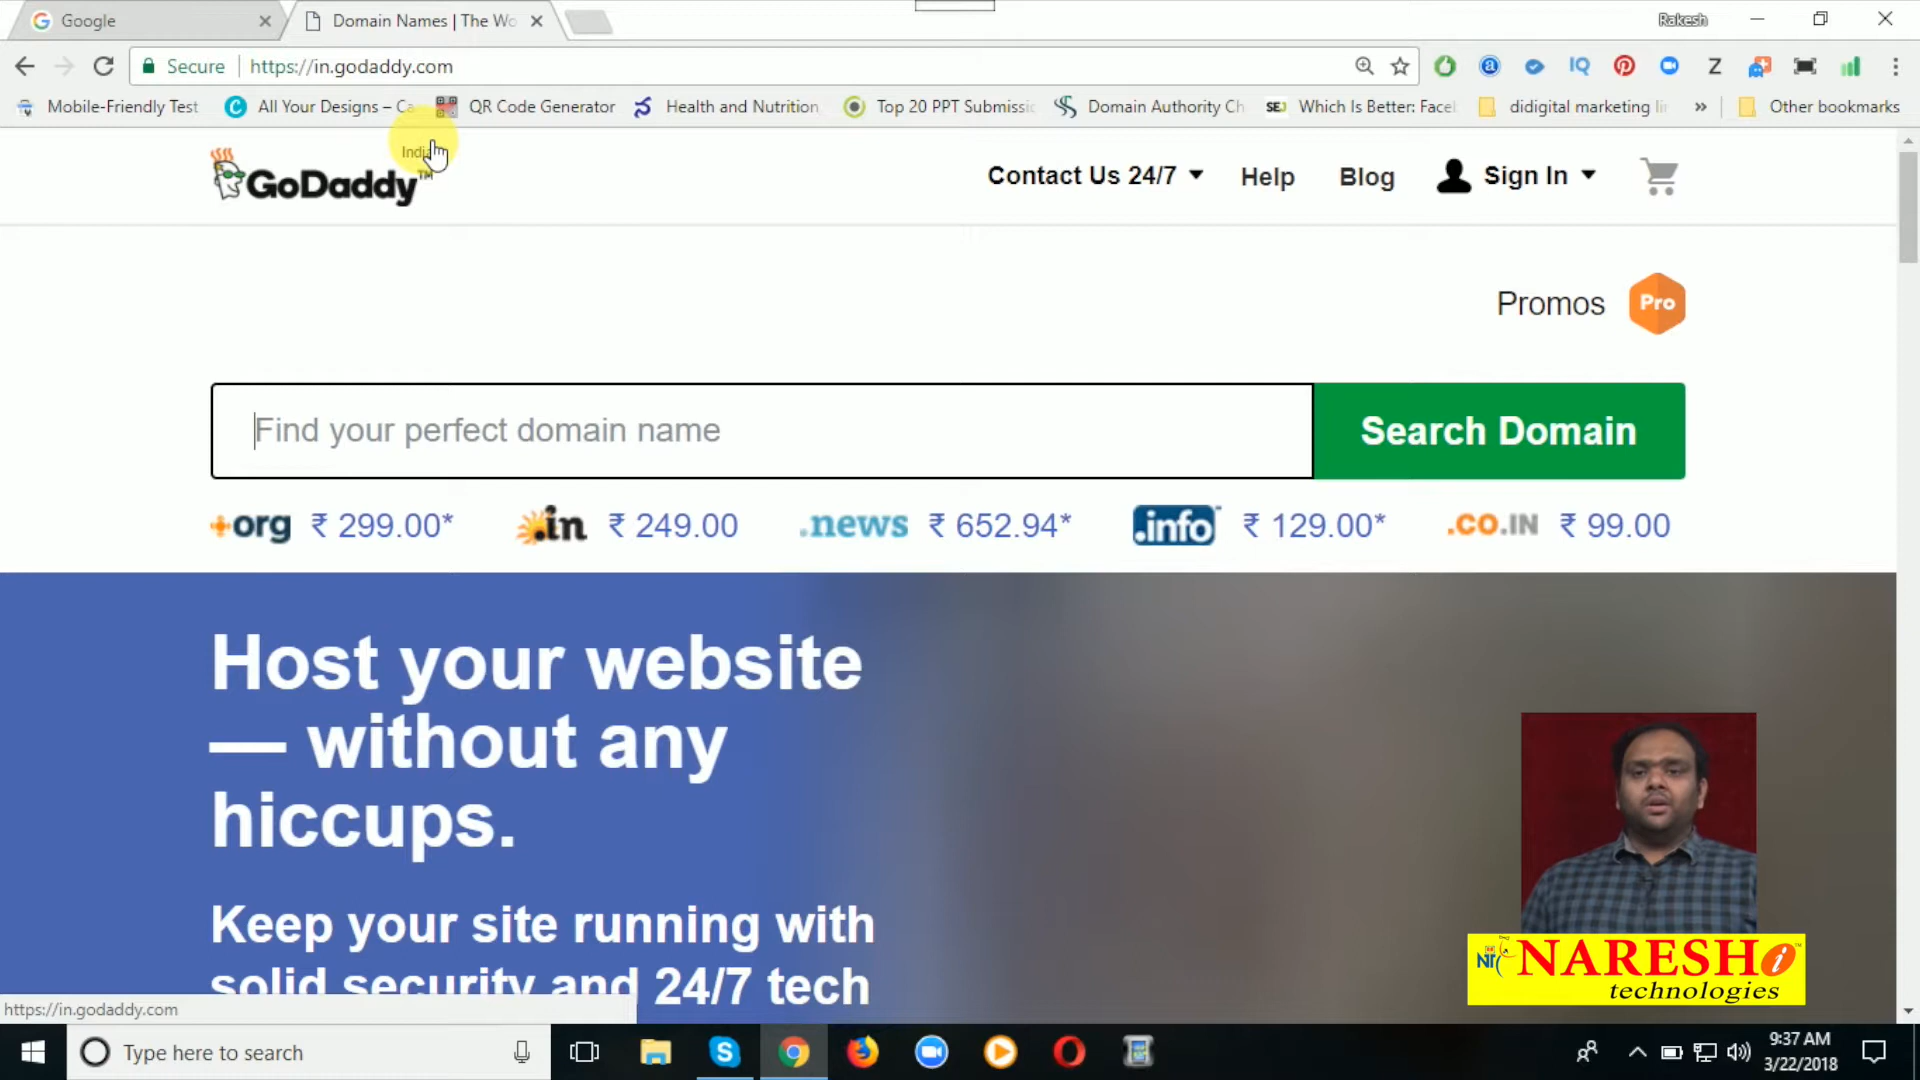 Google
Domain Names | The Wo
Rakesh
Secure
https://in.godaddy.com
Mobile-Friendly Test
All Your Designs – Ca
QR Code Generator
Health and Nutrition
Top 20 PPT Submissic
Domain Authority Ch
SEJ
Which Is Better: Face
didigital marketing li
»
Other bookmarks
India
GoDaddy™
Contact Us 24/7
Help
Blog
Sign In
Promos
Pro
Find your perfect domain name
Search Domain
org ₹ 299.00*
.in ₹ 249.00
.news ₹ 652.94*
.info ₹ 129.00*
.CO.IN ₹ 99.00
Host your website
— without any
hiccups.
Keep your site running with
solid security and 24/7 tech
NARESH i
technologies
https://in.godaddy.com
Type here to search
9:37 AM
3/22/2018